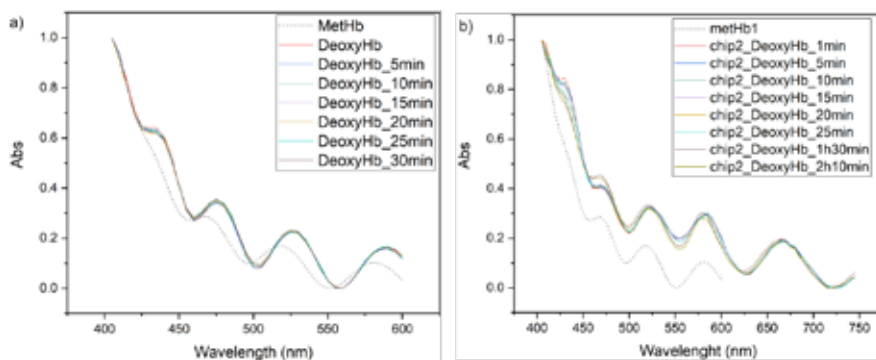 a)
MetHb
DeoxyHb
DeoxyHb_5min
DeoxyHb_10min
DeoxyHb_15min
DeoxyHb_20min
DeoxyHb_25min
DeoxyHb_30min
1.0
0.8
0.6
0.4
0.2
0.0
Abs
400
450
500
550
600
Wavelength (nm)
b)
metHb1
chip2_DeoxyHb_1min
chip2_DeoxyHb_5min
chip2_DeoxyHb_10min
chip2_DeoxyHb_15min
chip2_DeoxyHb_20min
chip2_DeoxyHb_25min
chip2_DeoxyHb_1h30min
chip2_DeoxyHb_2h10min
1.0
0.8
0.6
0.4
0.2
0.0
Abs
400
450
500
550
600
650
700
750
Wavelenght (nm)